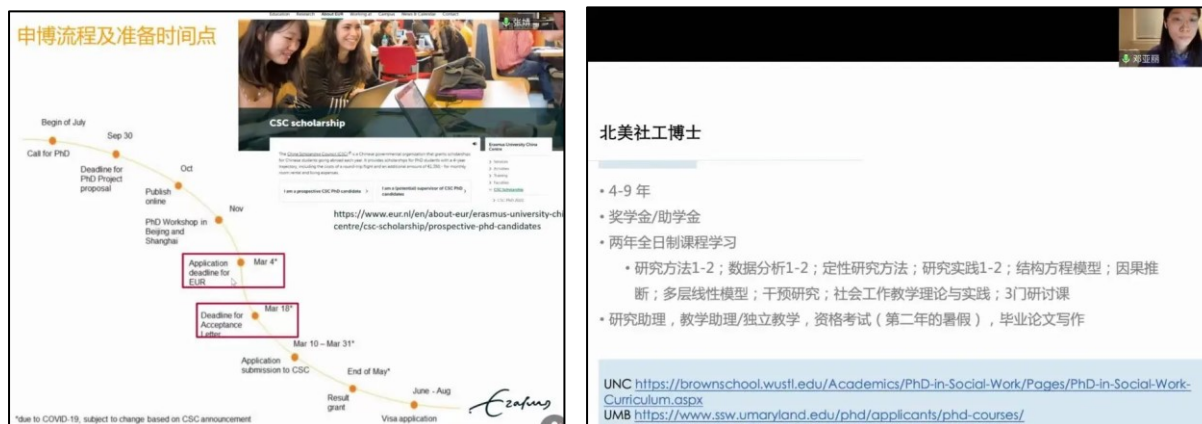 申博流程及准备时间点
Education Research About EUR Working at Campus News & Calendar Contact
张婧
CSC scholarship
Begin of July
Call for PhD
Sep 30
Deadline for
PhD Project
proposal
Oct
Publish
online
Nov
PhD Workshop in
Beijing and
Shanghai
Application
deadline for
EUR
Mar 4*
Deadline for
Acceptance
Letter
Mar 18*
Mar 10 – Mar 31*
Application
submission to CSC
End of May*
Result
grant
June - Aug
Visa application
I am a prospective CSC PhD candidates
I am a (potential) supervisor of CSC PhD
candidates
Erasmus University China
Centre
https://www.eur.nl/en/about-eur/erasmus-university-chi
centre/csc-scholarship/prospective-phd-candidates
*due to COVID-19, subject to change based on CSC announcement
Erafmg
邓亚丽
北美社工博士
• 4-9 年
• 奖学金/助学金
• 两年全日制课程学习
• 研究方法1-2；数据分析1-2；定性研究方法；研究实践1-2；结构方程模型；因果推
断；多层线性模型；干预研究；社会工作教学理论与实践；3门研讨课
• 研究助理，教学助理/独立教学，资格考试（第二年的暑假），毕业论文写作
UNC https://brownschool.wustl.edu/Academics/PhD-in-Social-Work/Pages/PhD-in-Social-Work-
Curriculum.aspx
UMB https://www.ssw.umaryland.edu/phd/applicants/phd-courses/